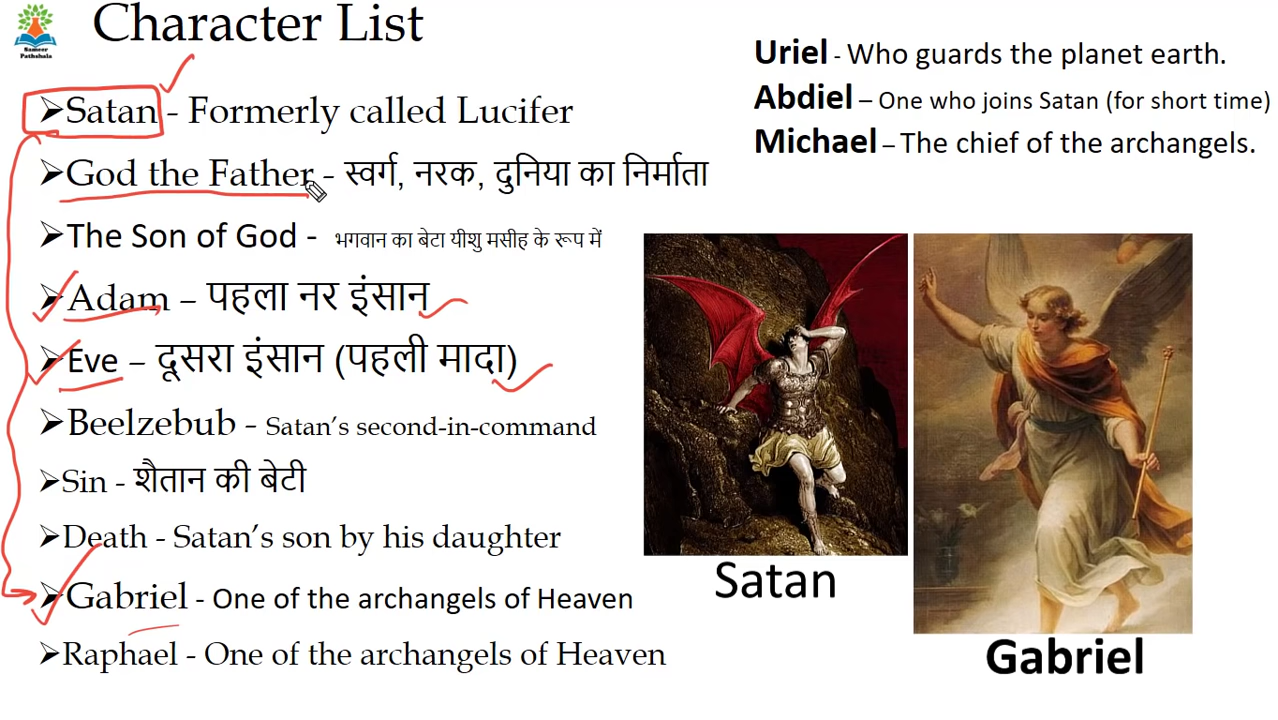 Sameer
Pathshala
Character List
➢Satan - Formerly called Lucifer
➢God the Father - स्वर्ग, नरक, दुनिया का निर्माता
➢The Son of God - भगवान का बेटा यीशु मसीह के रूप में
➢Adam – पहला नर इंसान
➢Eve – दूसरा इंसान (पहली मादा)
➢Beelzebub - Satan’s second-in-command
➢Sin - शैतान की बेटी
➢Death - Satan’s son by his daughter
➢Gabriel - One of the archangels of Heaven
➢Raphael - One of the archangels of Heaven
Uriel - Who guards the planet earth.
Abdiel – One who joins Satan (for short time)
Michael – The chief of the archangels.
Satan
Gabriel